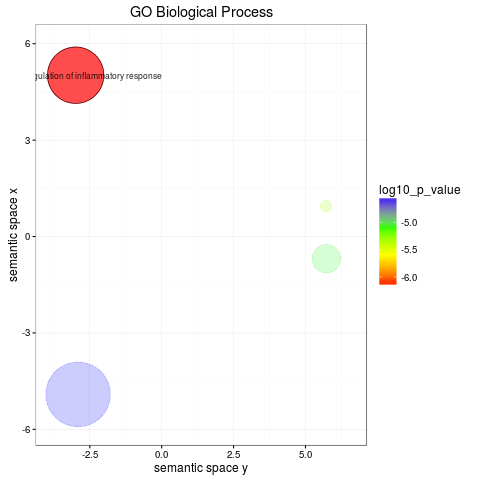 GO Biological Process
6
3
0
-3
-6
semantic space x
of inflammatory response
-2.5
0.0
2.5
5.0
semantic space y
log10_p_value
-5.0
-5.5
-6.0